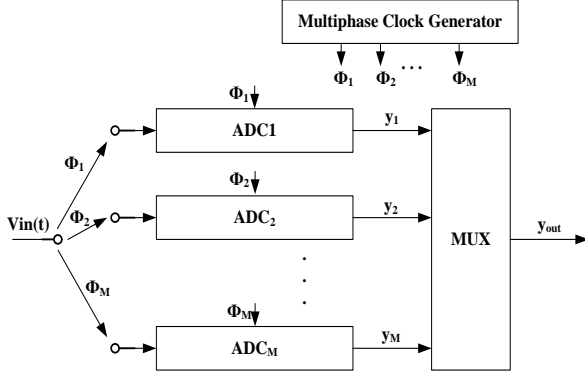 Multiphase Clock Generator
Φ1 Φ2 ... ΦM
Φ1
ADC1
y1
Φ1
Φ2
Vin(t)
Φ2
ADC2
y2
MUX
yout
ΦM
ΦM
ADCM
yM